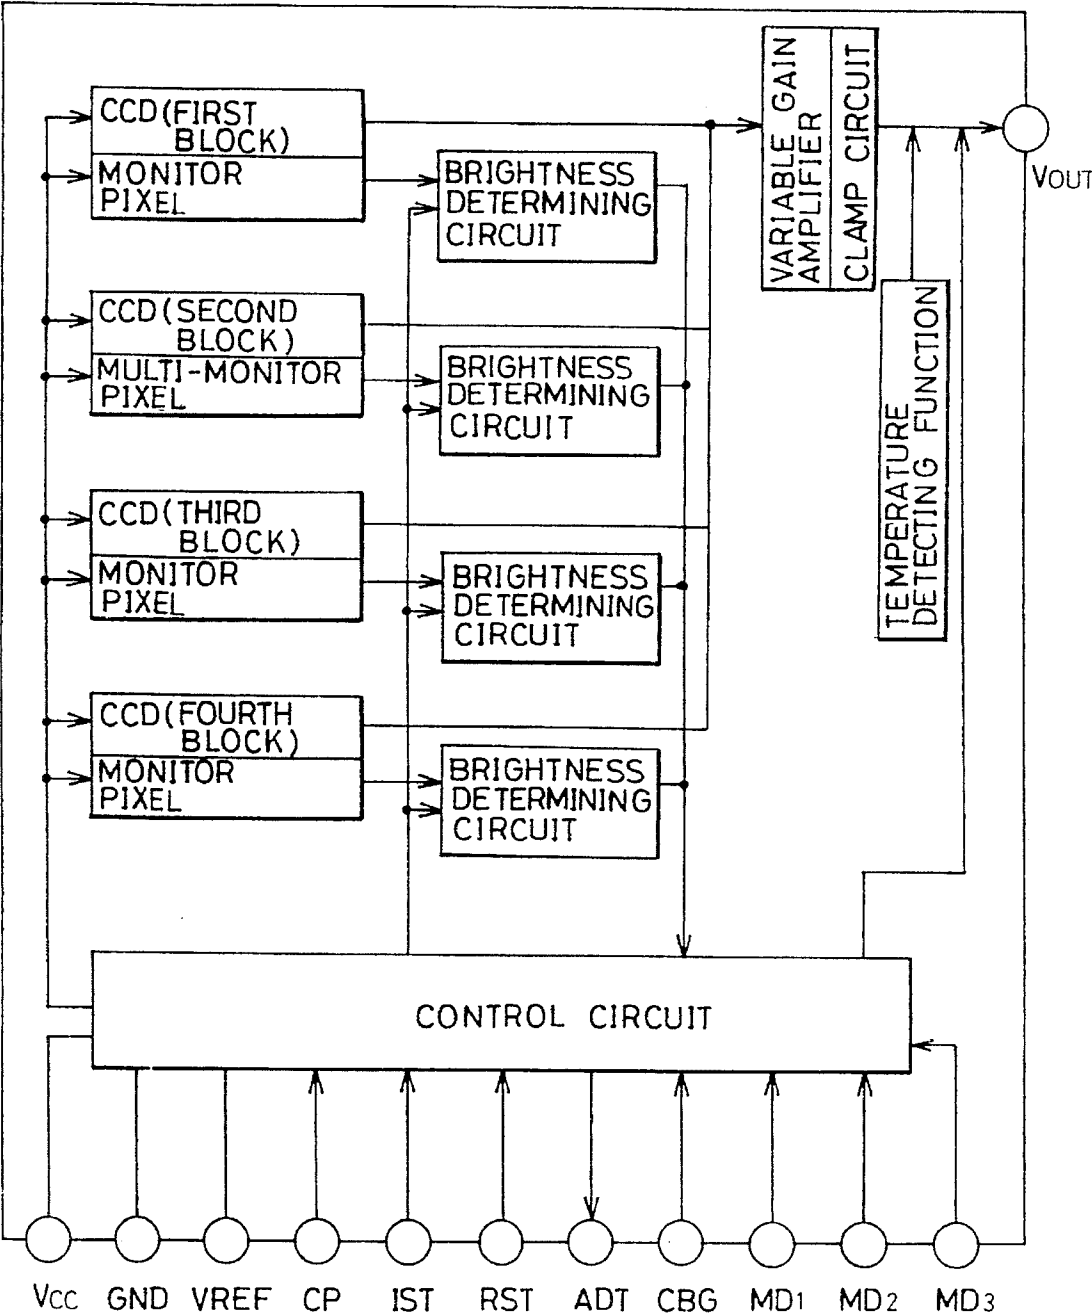 CCD(FIRST
BLOCK)
MONITOR
PIXEL
BRIGHTNESS
DETERMINING
CIRCUIT
VARIABLE GAIN
AMPLIFIER
CLAMP CIRCUIT
VOUT
CCD(SECOND
BLOCK)
MULTI-MONITOR
PIXEL
BRIGHTNESS
DETERMINING
CIRCUIT
TEMPERATURE
DETECTING FUNCTION
CCD(THIRD
BLOCK)
MONITOR
PIXEL
BRIGHTNESS
DETERMINING
CIRCUIT
CCD(FOURTH
BLOCK)
MONITOR
PIXEL
BRIGHTNESS
DETERMINING
CIRCUIT
CONTROL CIRCUIT
VCC GND VREF CP IST RST ADT CBG MD1 MD2 MD3